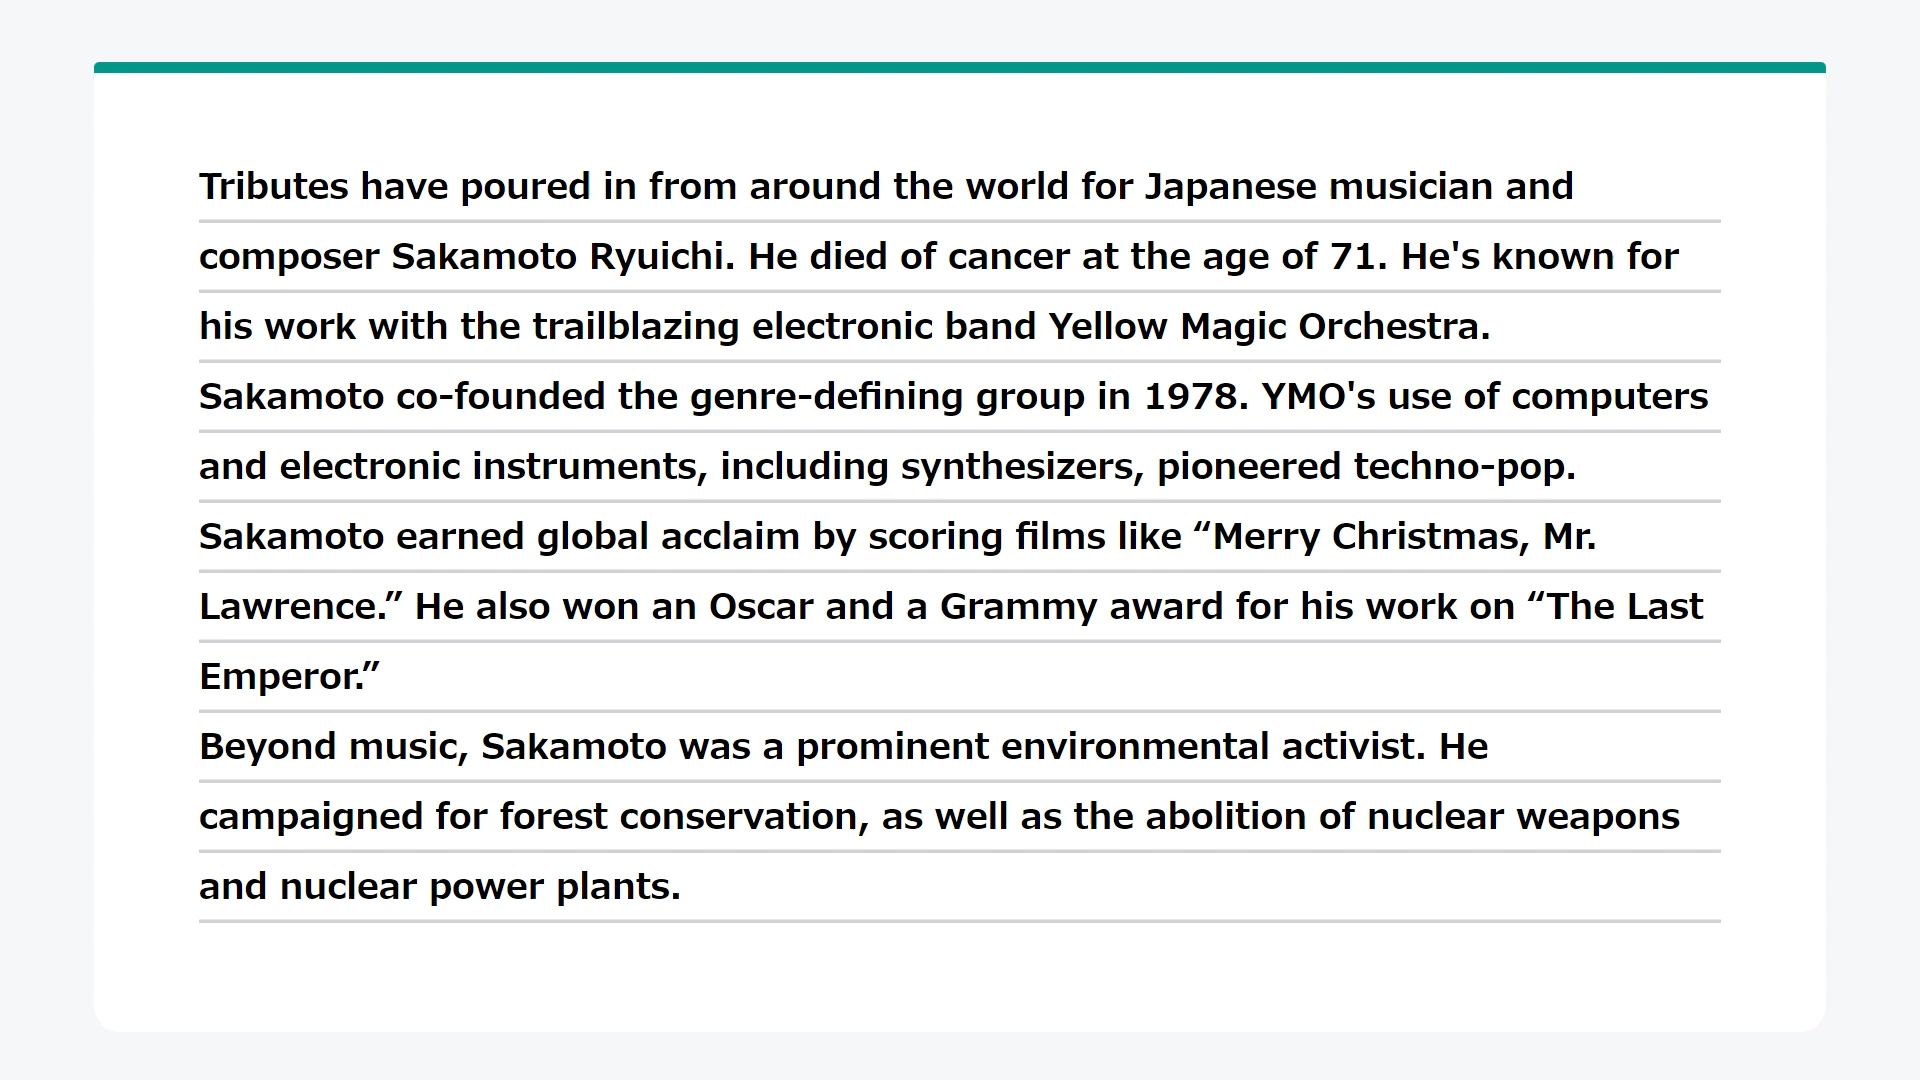 Tributes have poured in from around the world for Japanese musician and
composer Sakamoto Ryuichi. He died of cancer at the age of 71. He's known for
his work with the trailblazing electronic band Yellow Magic Orchestra.
Sakamoto co-founded the genre-defining group in 1978. YMO's use of computers
and electronic instruments, including synthesizers, pioneered techno-pop.
Sakamoto earned global acclaim by scoring films like “Merry Christmas, Mr.
Lawrence.” He also won an Oscar and a Grammy award for his work on “The Last
Emperor.”
Beyond music, Sakamoto was a prominent environmental activist. He
campaigned for forest conservation, as well as the abolition of nuclear weapons
and nuclear power plants.